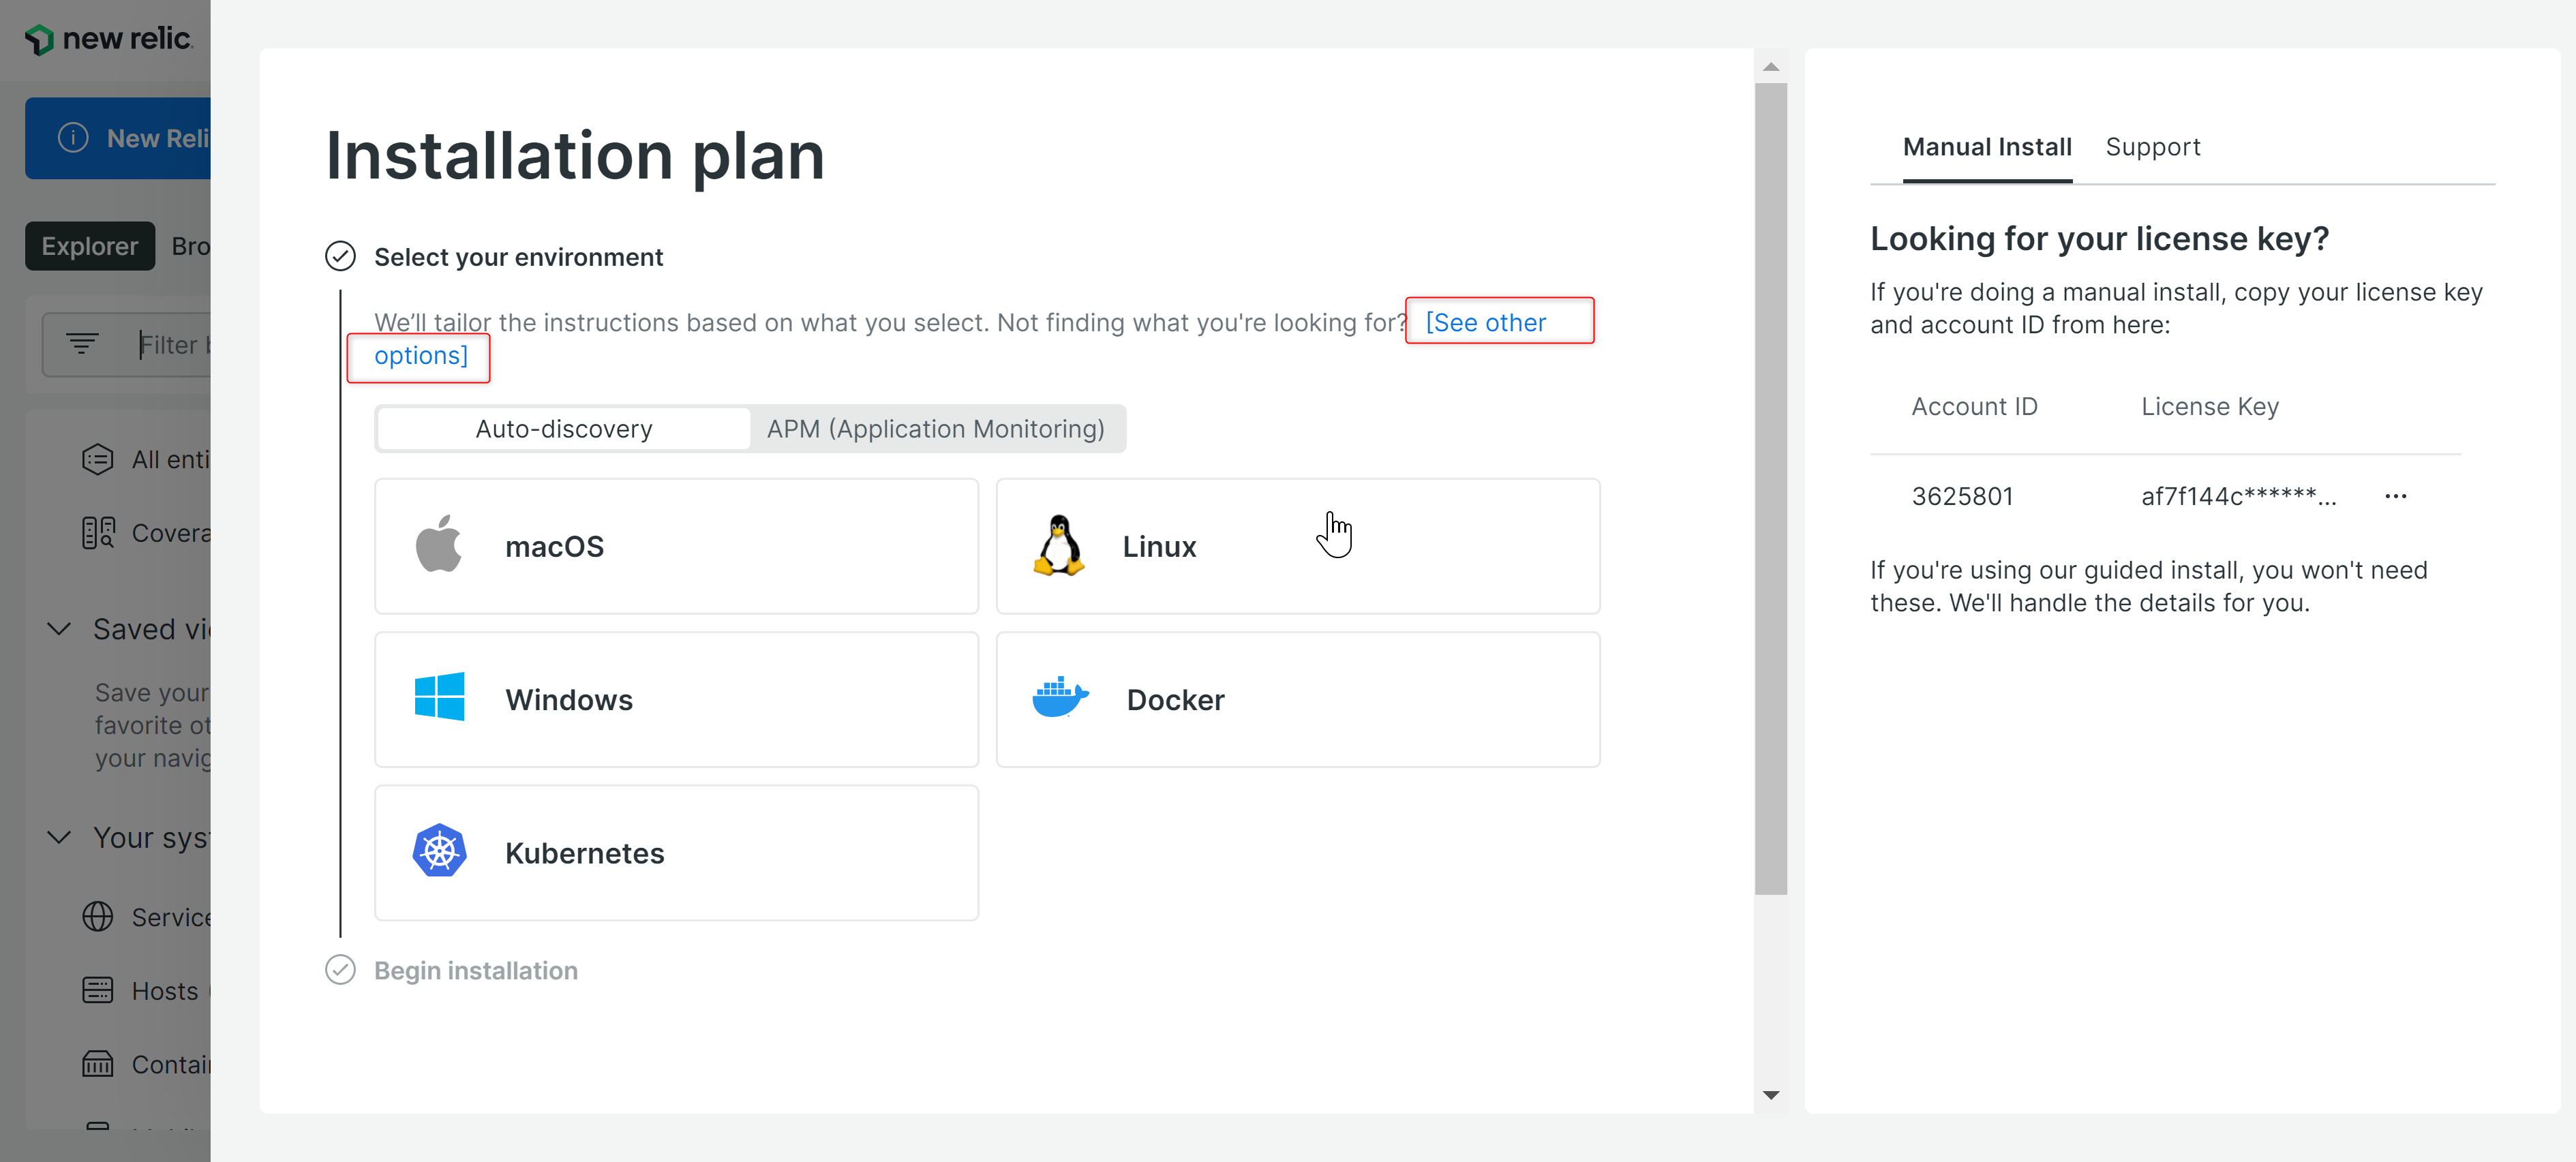 new relic
New Reli
Explorer Bro
Filter
All enti
Covera
Saved vi
Save your
favorite ot
your navig
Your sys
Service
Hosts
Contai
Installation plan
Select your environment
We’ll tailor the instructions based on what you select. Not finding what you're looking for? [See other
options]
Auto-discovery APM (Application Monitoring)
macOS
Linux
Windows
Docker
Kubernetes
Begin installation
Manual Install Support
Looking for your license key?
If you're doing a manual install, copy your license key
and account ID from here:
Account ID License Key
3625801 af7f144c******... ...
If you're using our guided install, you won't need
these. We'll handle the details for you.